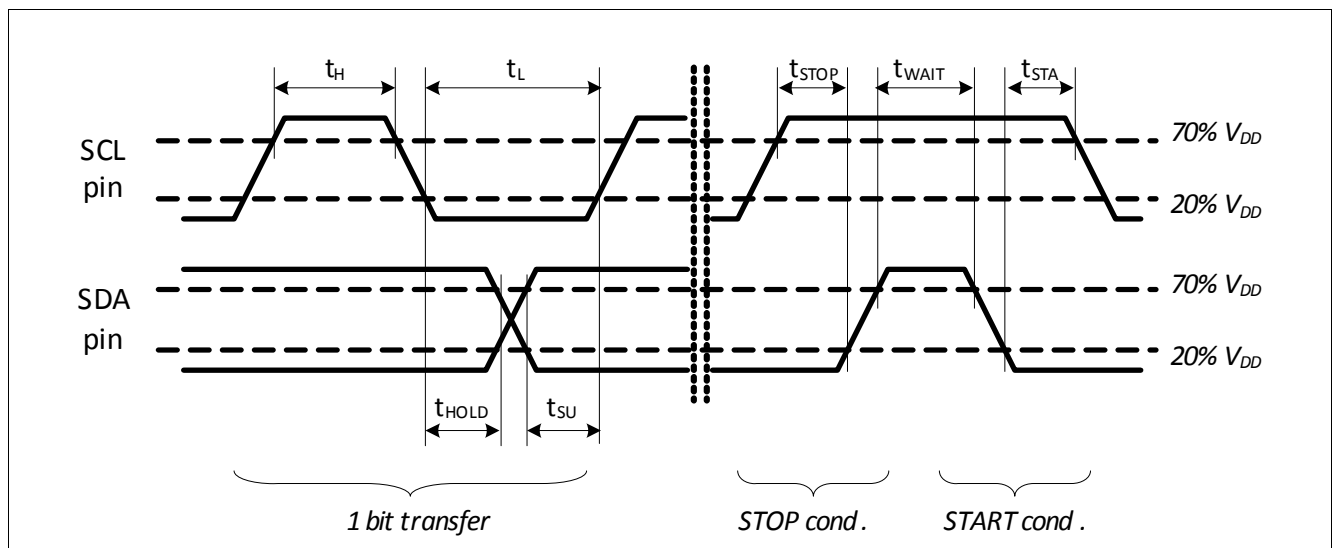 tH tL tSTOP tWAIT tSTA
SCL
pin
70% VDD
20% VDD
SDA
pin
70% VDD
20% VDD
tHOLD tSU
1 bit transfer STOP cond . START cond .